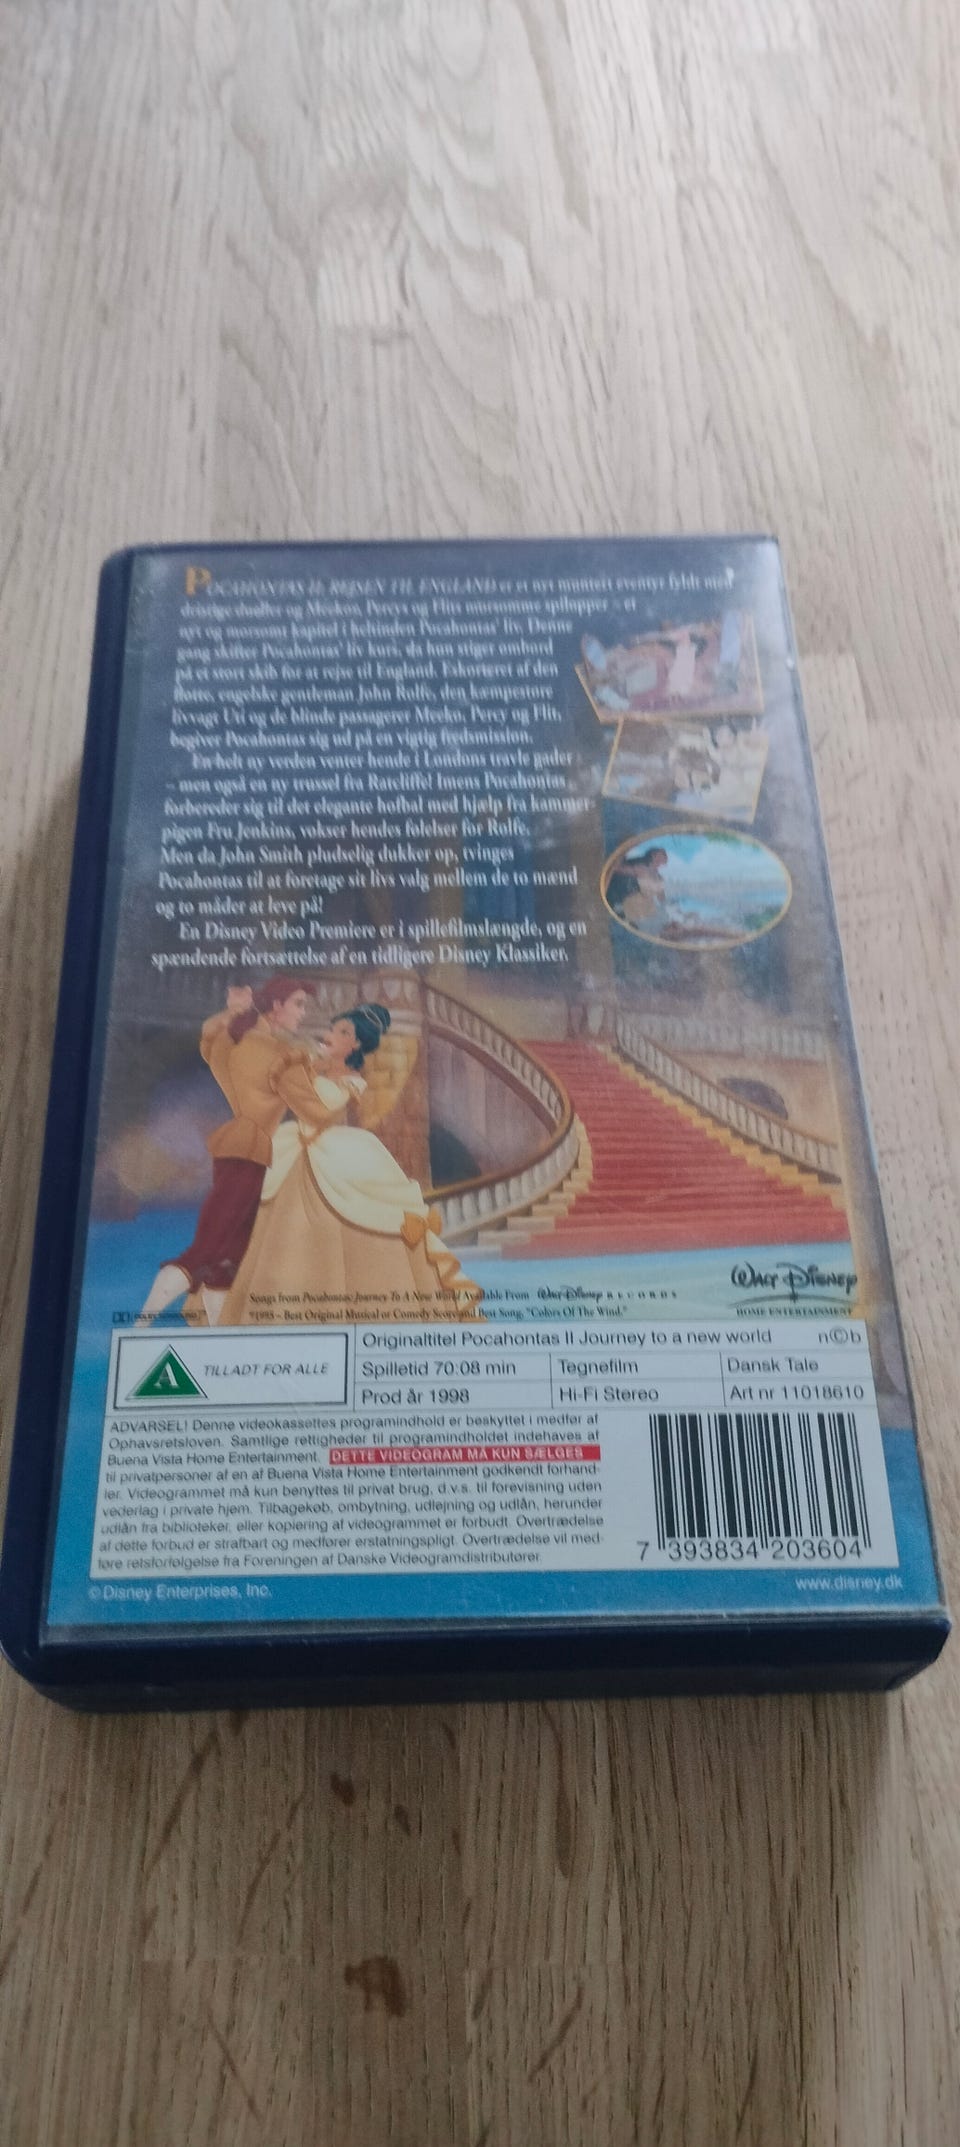 POCAHONTAS II: REJSEN TIL ENGLAND er et nyt muntert eventyr fyldt med
dristige dueller og Meekos, Percys og Flits morsomme spilopper - et
nyt og morsomt kapitel i heltinden Pocahontas' liv. Denne
gang skifter Pocahontas' liv kurs, da hun stiger ombord
på et stort skib for at rejse til England. Eskorteret af den
flotte, engelske gentleman John Rolfe, den kæmpestore
livvagt Uti og de blinde passagerer Meeko, Percy og Flit,
begiver Pocahontas sig ud på en vigtig fredsmission.
En helt ny verden venter hende i Londons travle gader
- men også en ny trussel fra Ratcliffe! Imens Pocahontas
forbereder sig til det elegante hofbal med hjælp fra kammer-
pigen Fru Jenkins, vokser hendes følelser for Rolfe.
Men da John Smith pludselig dukker op, tvinges
Pocahontas til at foretage sit livs valg mellem de to mænd
og to måder at leve på!
En Disney Video Premiere er i spillefilmslængde, og en
spændende fortsættelse af en tidligere Disney Klassiker.
Songs from Pocahontas: Journey To A New World Available From Walt Disney RECORDS
*1995 – Best Original Musical or Comedy Score and Best Song, "Colors Of The Wind."
Walt Disney
HOME ENTERTAINMENT
A TILLADT FOR ALLE
Originaltitel Pocahontas II Journey to a new world n©b
Spilletid 70:08 min Tegnefilm Dansk Tale
Prod år 1998 Hi-Fi Stereo Art nr 11018610
ADVARSEL! Denne videokassettes programindhold er beskyttet i medfør af
Ophavsretsloven. Samtlige rettigheder til programindholdet indehaves af
Buena Vista Home Entertainment. DETTE VIDEOGRAM MÅ KUN SÆLGES
til privatpersoner af en af Buena Vista Home Entertainment godkendt forhand-
ler. Videogrammet må kun benyttes til privat brug, d.v.s. til forevisning uden
vederlag i private hjem. Tilbagekøb, ombytning, udlejning og udlån, herunder
udlån fra biblioteker, eller kopiering af videogrammet er forbudt. Overtrædelse
af dette forbud er strafbart og medfører erstatningspligt. Overtrædelse vil med-
føre retsforfølgelse fra Foreningen af Danske Videogramdistributører.
7 393834 203604
© Disney Enterprises, Inc.
www.disney.dk